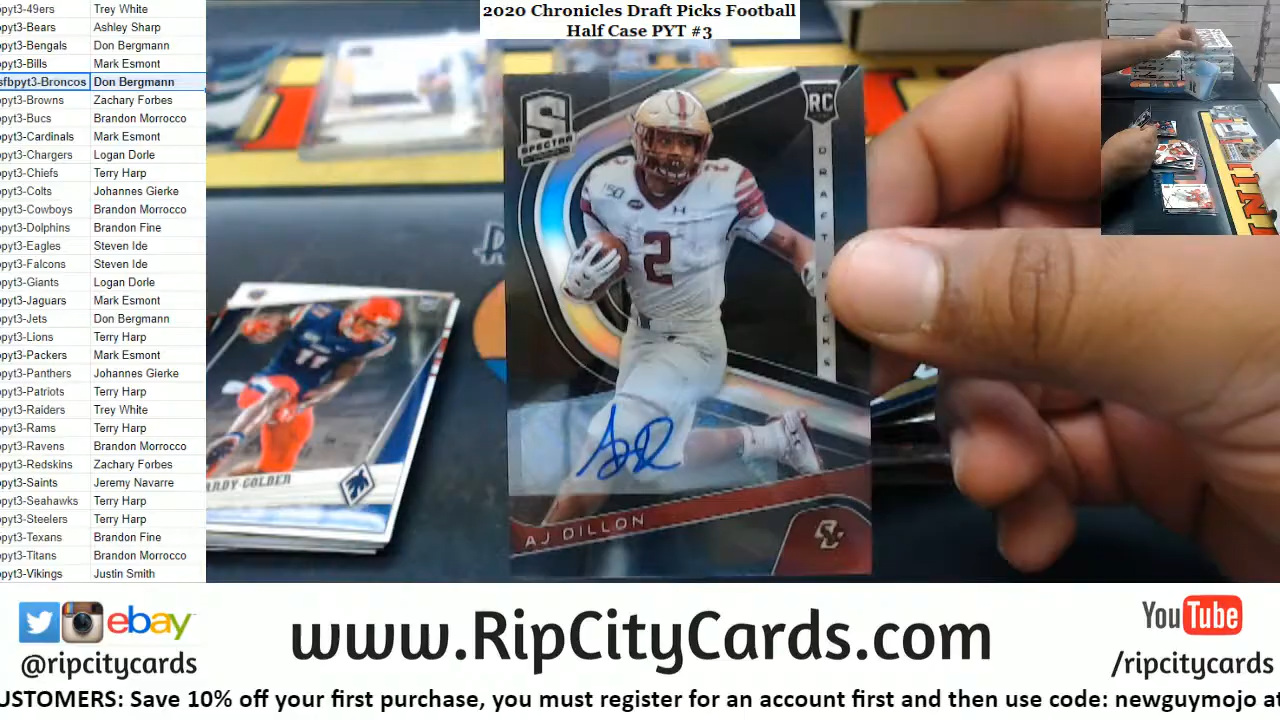 2020 Chronicles Draft Picks Football
Half Case PYT #3
pyt3-49ers Trey White
pyt3-Bears Ashley Sharp
pyt3-Bengals Don Bergmann
pyt3-Bills Mark Esmont
sfbpyt3-Broncos Don Bergmann
pyt3-Browns Zachary Forbes
pyt3-Bucs Brandon Morrocco
pyt3-Cardinals Mark Esmont
pyt3-Chargers Logan Dorle
pyt3-Chiefs Terry Harp
pyt3-Colts Johannes Gierke
pyt3-Cowboys Brandon Morrocco
pyt3-Dolphins Brandon Fine
pyt3-Eagles Steven Ide
pyt3-Falcons Steven Ide
pyt3-Giants Logan Dorle
pyt3-Jaguars Mark Esmont
pyt3-Jets Don Bergmann
pyt3-Lions Terry Harp
pyt3-Packers Mark Esmont
pyt3-Panthers Johannes Gierke
pyt3-Patriots Terry Harp
pyt3-Raiders Trey White
pyt3-Rams Terry Harp
pyt3-Ravens Brandon Morrocco
pyt3-Redskins Zachary Forbes
pyt3-Saints Jeremy Navarre
pyt3-Seahawks Terry Harp
pyt3-Steelers Terry Harp
pyt3-Texans Brandon Fine
pyt3-Titans Brandon Morrocco
pyt3-Vikings Justin Smith
S
SPECTRA
RC
DRAFT PICKS
150
2
2
AJ DILLON
BC
11
ARDY-GOLDEN
ebay
@ripcitycards
www.RipCityCards.com
YouTube
/ripcitycards
USTOMERS: Save 10% off your first purchase, you must register for an account first and then use code: newguymojo at